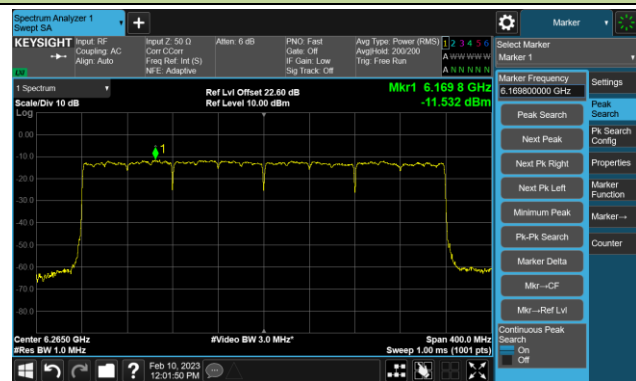 Spectrum Analyzer 1
Swept SA
+
Marker
KEYSIGHT
Input: RF
Coupling: AC
Align: Auto
Input Z: 50 Ω
Corr CCorr
Freq Ref: Int (S)
NFE: Adaptive
Atten: 6 dB
PNO: Fast
Gate: Off
IF Gain: Low
Sig Track: Off
Avg Type: Power (RMS)
Avg|Hold: 200/200
Trig: Free Run
1 2 3 4 5 6
A W W W W W
A N N N N N
Select Marker
Marker 1
1 Spectrum
Scale/Div 10 dB
Log
Ref Lvl Offset 22.60 dB
Ref Level 10.00 dBm
Mkr1 6.169 8 GHz
-11.532 dBm
0.00
-10.0
-20.0
-30.0
-40.0
-50.0
-60.0
-70.0
-80.0
1
Center 6.2650 GHz
#Res BW 1.0 MHz
#Video BW 3.0 MHz*
Span 400.0 MHz
Sweep 1.00 ms (1001 pts)
Marker Frequency
6.169800000 GHz
Peak Search
Next Peak
Next Pk Right
Next Pk Left
Minimum Peak
Pk-Pk Search
Marker Delta
Mkr→CF
Mkr→Ref Lvl
Continuous Peak
Search
On
Off
Settings
Peak
Search
Pk Search
Config
Properties
Marker
Function
Marker→
Counter
?
Feb 10, 2023
12:01:50 PM